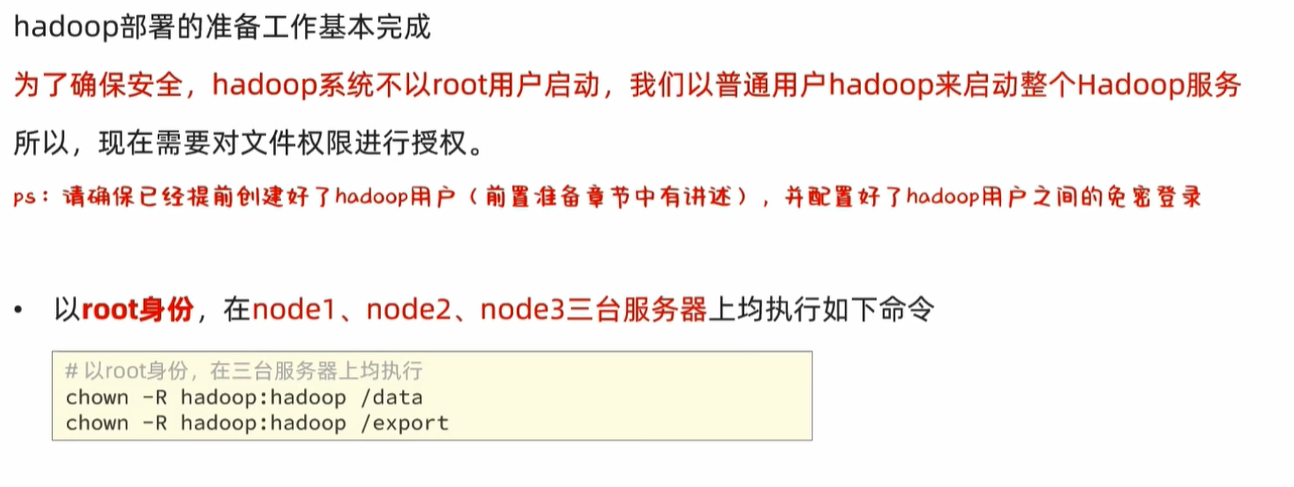 hadoop部署的准备工作基本完成
为了确保安全，hadoop系统不以root用户启动，我们以普通用户hadoop来启动整个Hadoop服务
所以，现在需要对文件权限进行授权。
ps：请确保已经提前创建好了hadoop用户（前置准备章节中有讲述），并配置好了hadoop用户之间的免密登录
• 以root身份，在node1、node2、node3三台服务器上均执行如下命令
# 以root身份，在三台服务器上均执行
chown -R hadoop:hadoop /data
chown -R hadoop:hadoop /export